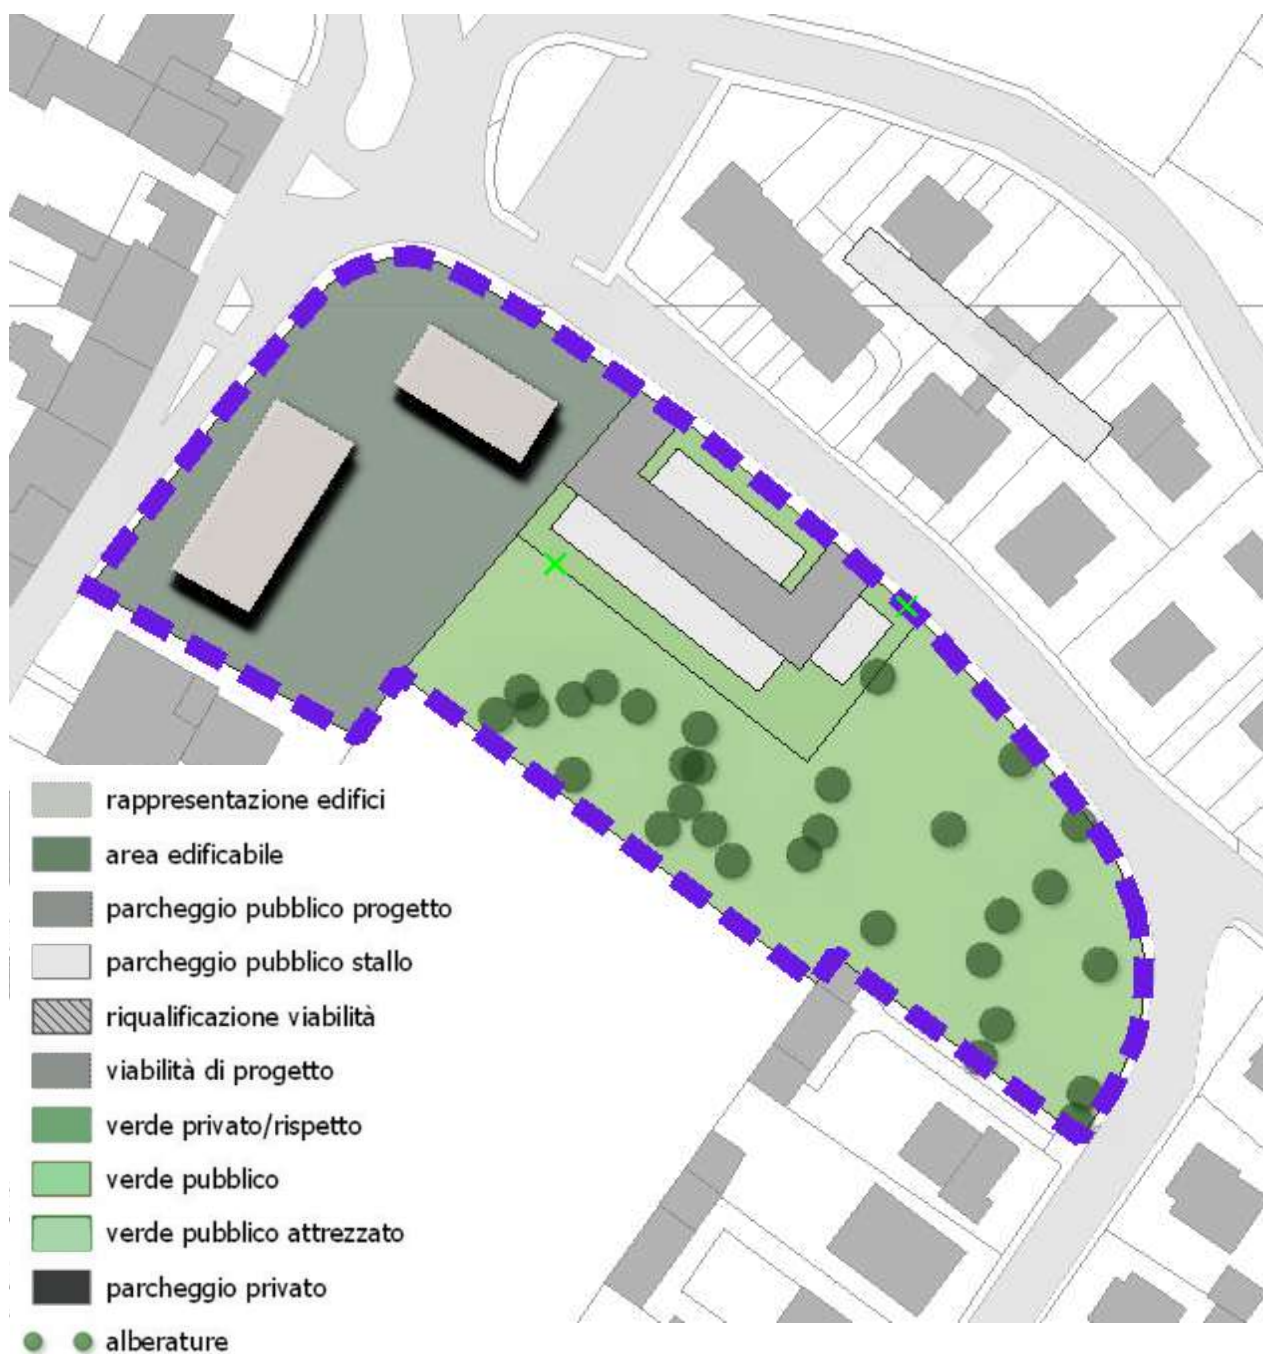 rappresentazione edifici
area edificabile
parcheggio pubblico progetto
parcheggio pubblico stallo
riqualificazione viabilità
viabilità di progetto
verde privato/rispetto
verde pubblico
verde pubblico attrezzato
parcheggio privato
alberature